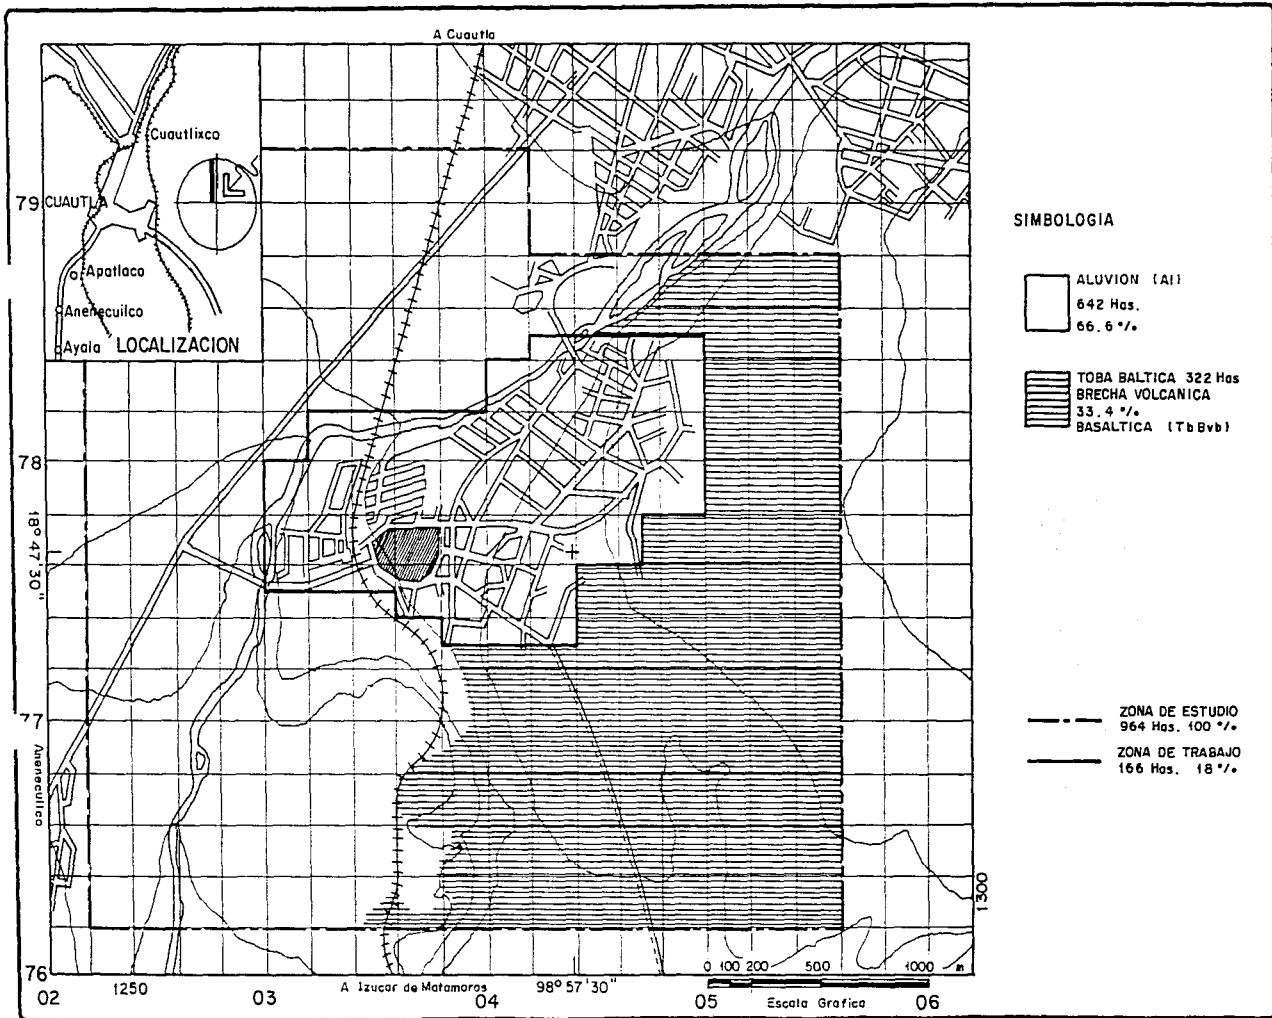 A Cuautla
Cuautlixco
CUAUTLA
Apatlaco
Anenecuilco
Ayala
LOCALIZACION
79
78
18° 47' 30"
77
Anenecuilco
76
02
1250
03
A Izucar de Matamoros
04
98° 57' 30"
05
06
1300
0 100 200 500 1000 m
Escala Grafica
SIMBOLOGIA
ALUVION (Al)
642 Has.
66.6 %
TOBA BALTICA 322 Has
BRECHA VOLCANICA
33.4 %
BASALTICA (TbBvb)
ZONA DE ESTUDIO
964 Has. 100 %
ZONA DE TRABAJO
166 Has. 18 %